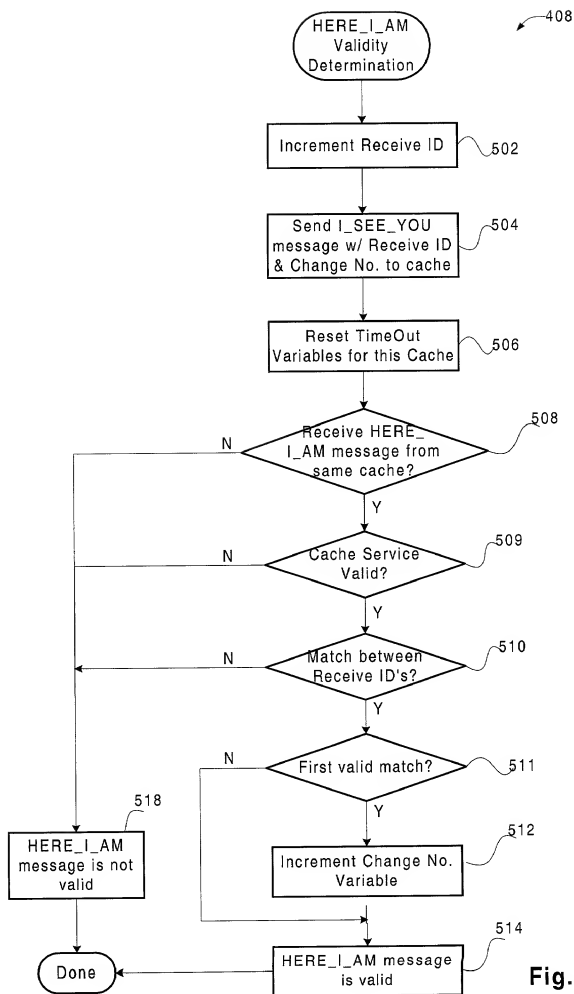 HERE_I_AM
Validity
Determination
408
Increment Receive ID
502
Send I_SEE_YOU
message w/ Receive ID
& Change No. to cache
504
Reset TimeOut
Variables for this Cache
506
Receive HERE_
I_AM message from
same cache?
508
N
Y
Cache Service
Valid?
509
N
Y
Match between
Receive ID's?
510
N
Y
First valid match?
511
N
Y
518
HERE_I_AM
message is not
valid
Increment Change No.
Variable
512
HERE_I_AM message
is valid
514
Done
Fig.